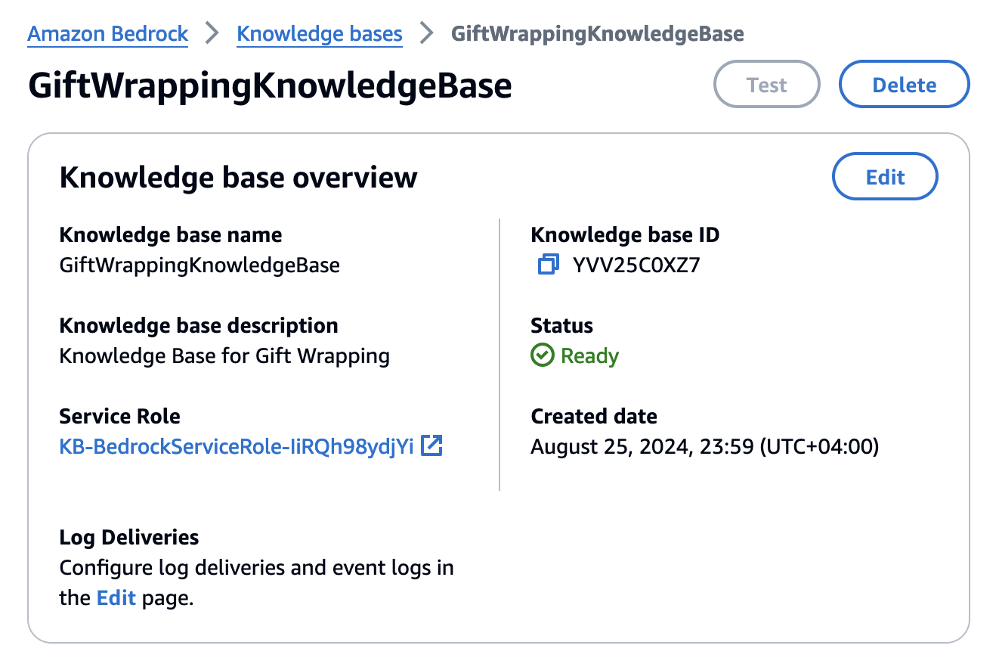 Amazon Bedrock > Knowledge bases > GiftWrappingKnowledgeBase
GiftWrappingKnowledgeBase
Test
Delete
Knowledge base overview
Edit
Knowledge base name
GiftWrappingKnowledgeBase
Knowledge base description
Knowledge Base for Gift Wrapping
Service Role
KB-BedrockServiceRole-IiRQh98ydjYi
Knowledge base ID
YVV25C0XZ7
Status
Ready
Created date
August 25, 2024, 23:59 (UTC+04:00)
Log Deliveries
Configure log deliveries and event logs in
the Edit page.